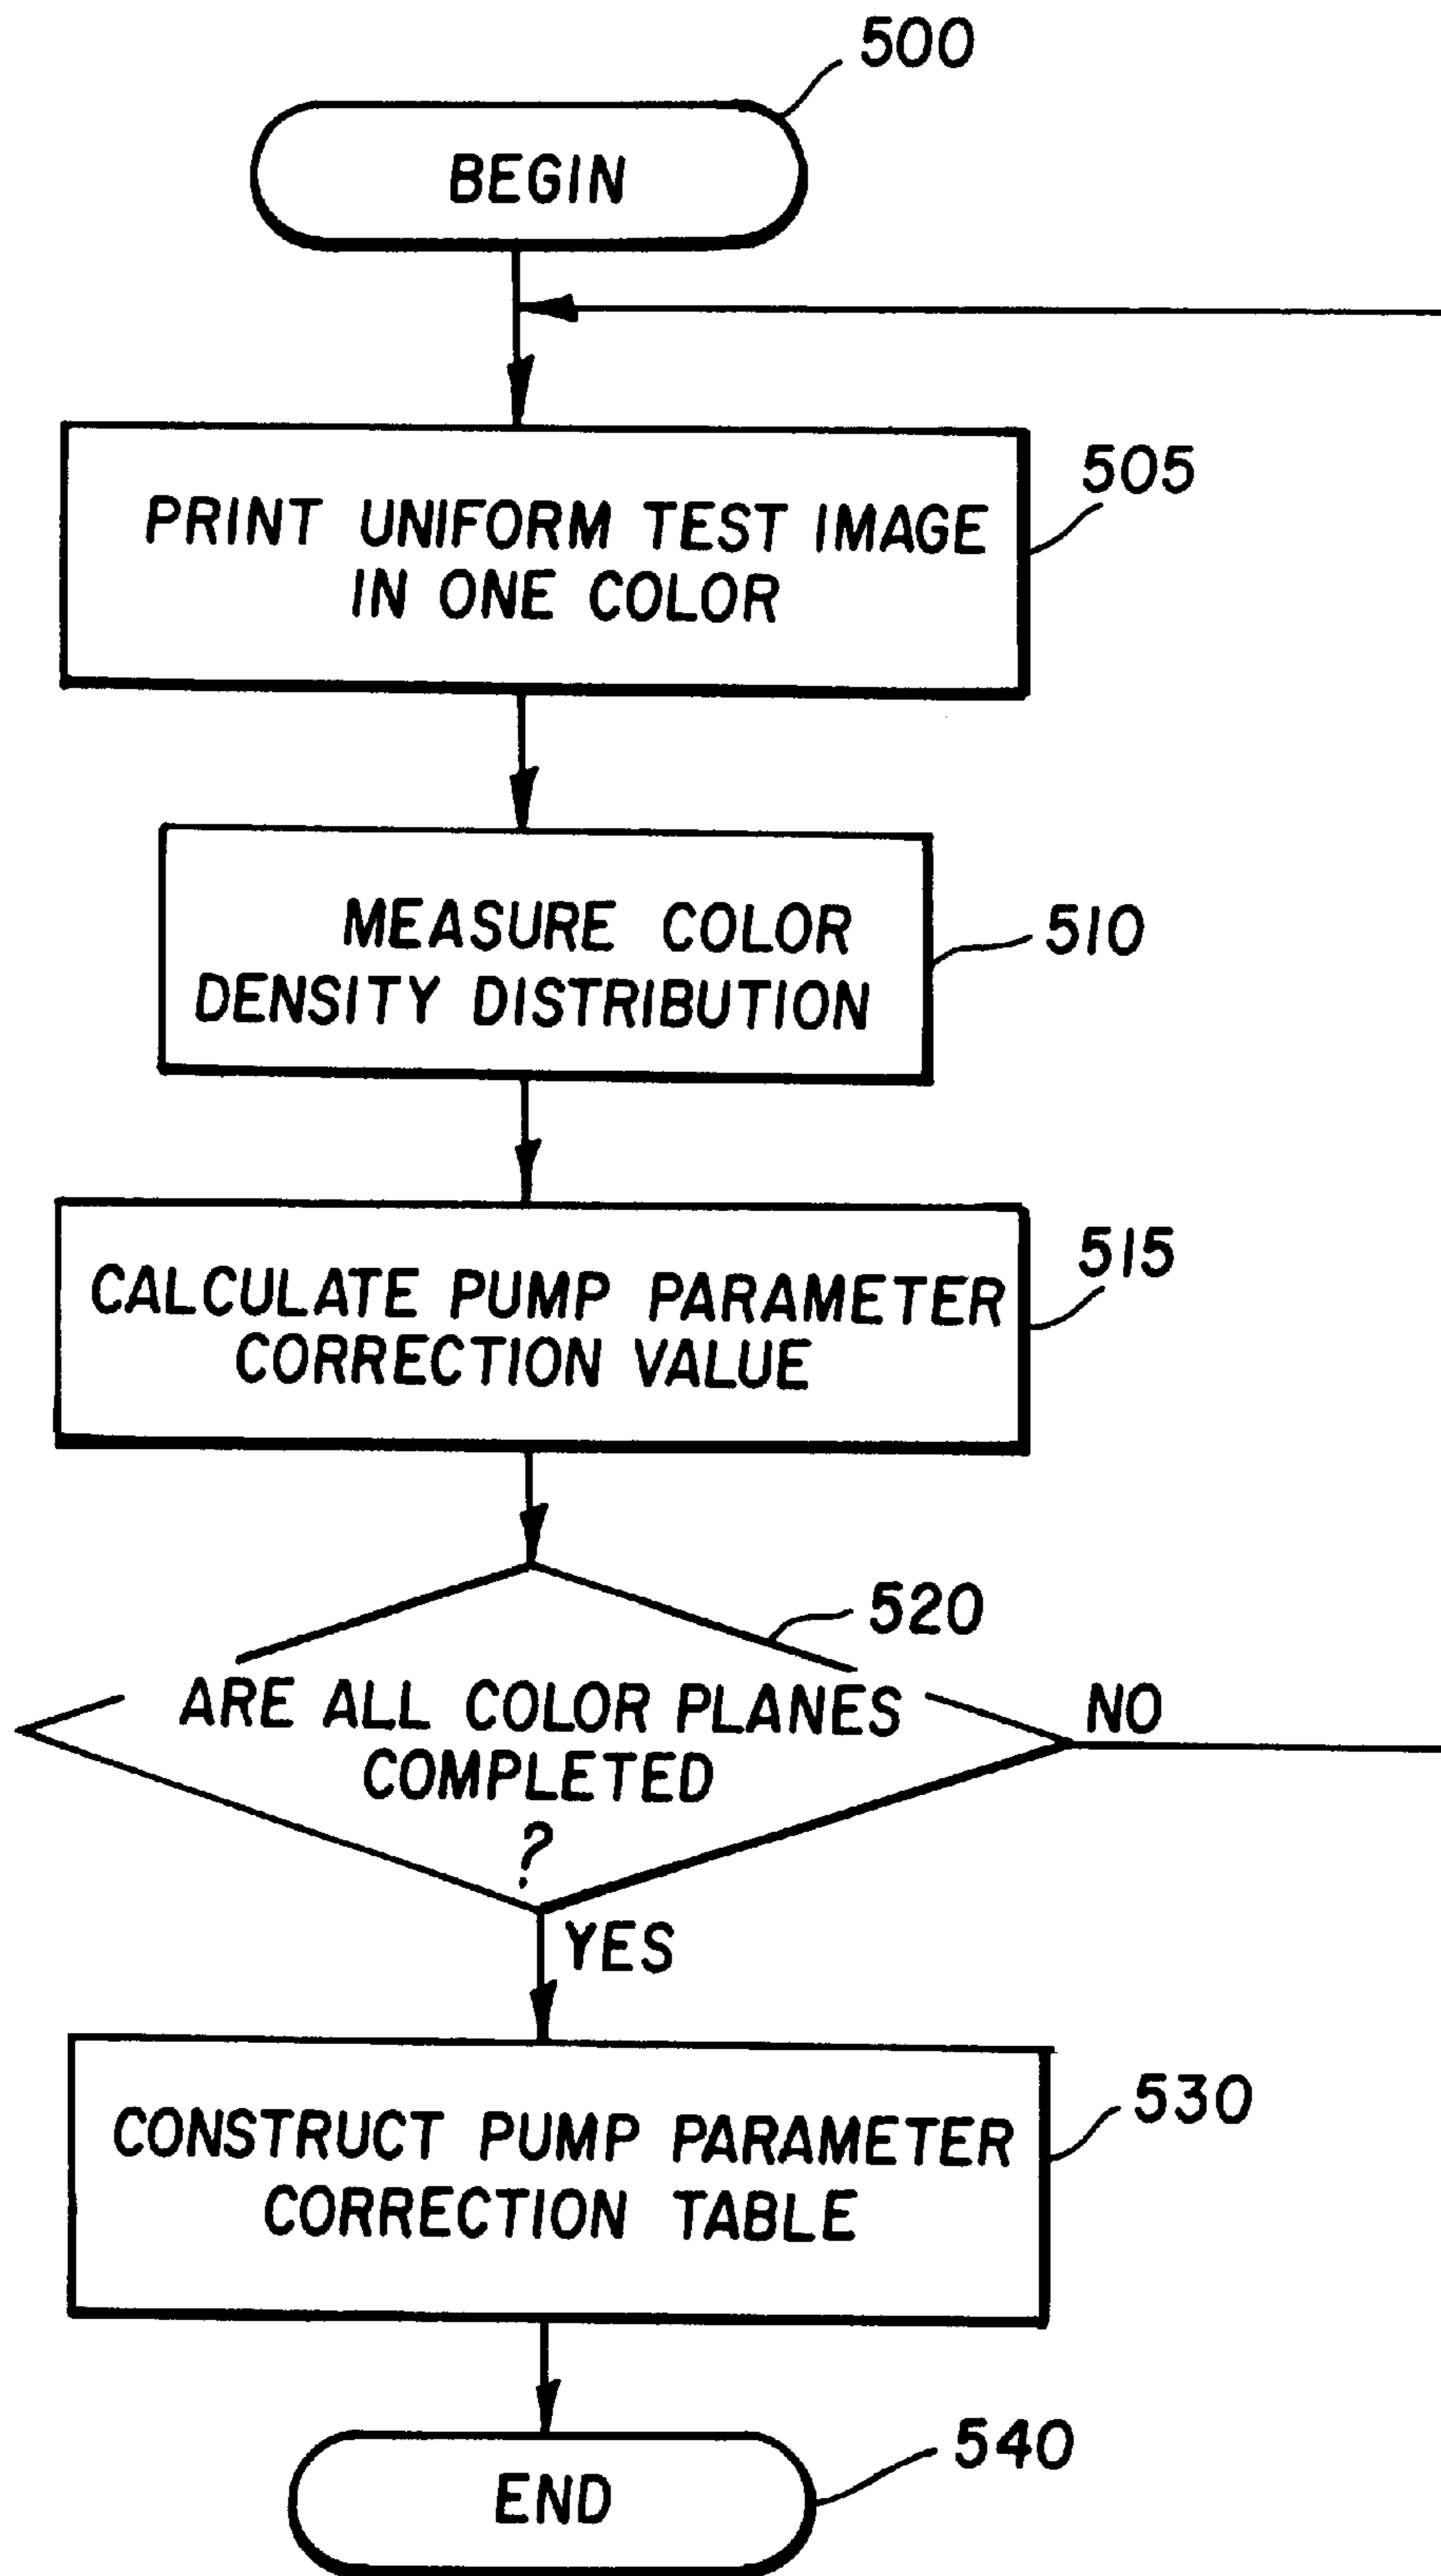 500
BEGIN
PRINT UNIFORM TEST IMAGE
IN ONE COLOR
505
MEASURE COLOR
DENSITY DISTRIBUTION
510
CALCULATE PUMP PARAMETER
CORRECTION VALUE
515
520
ARE ALL COLOR PLANES
COMPLETED
?
NO
YES
CONSTRUCT PUMP PARAMETER
CORRECTION TABLE
530
END
540